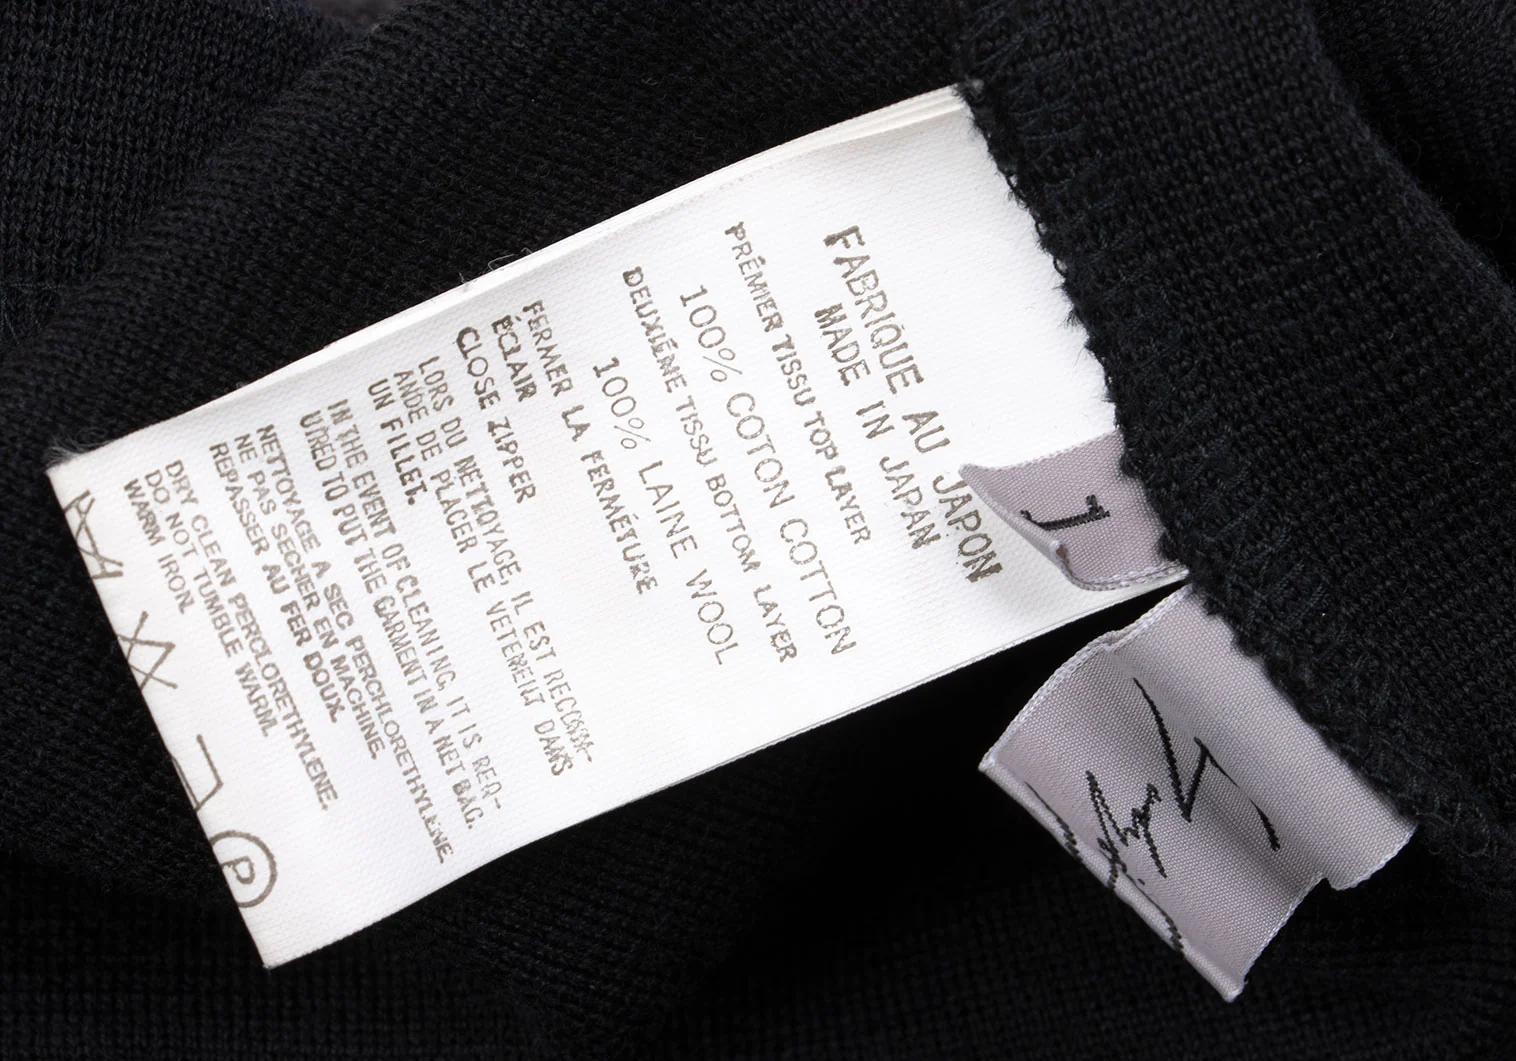 FABRIQUE AU JAPON
MADE IN JAPAN
PRÉMIER TISSU TOP LAYER
100% COTON COTTON
DEUXIÉNE TISSU BOTTOM LAYER
100% LAINE WOOL
FERMER LA FERMÉTURE
ÉCLAIR
CLOSE ZIPPER
LORS DU NETTOYAGE, IL EST RECOMM-
ANDE DE PLACER LE VETEMENT DANS
UN FILLET.
IN THE EVENT OF CLEANING, IT IS REQ-
UIRED TO PUT THE GARMENT IN A NET BAG.
NETTOYAGE A SEC PERCHLORETHYLENE
NE PAS SECHER EN MACHINE.
REPASSER AU FER DOUX.
DRY CLEAN PERCLORETHYLENE.
DO NOT TUMBLE WARM.
WARM IRON.
P
1